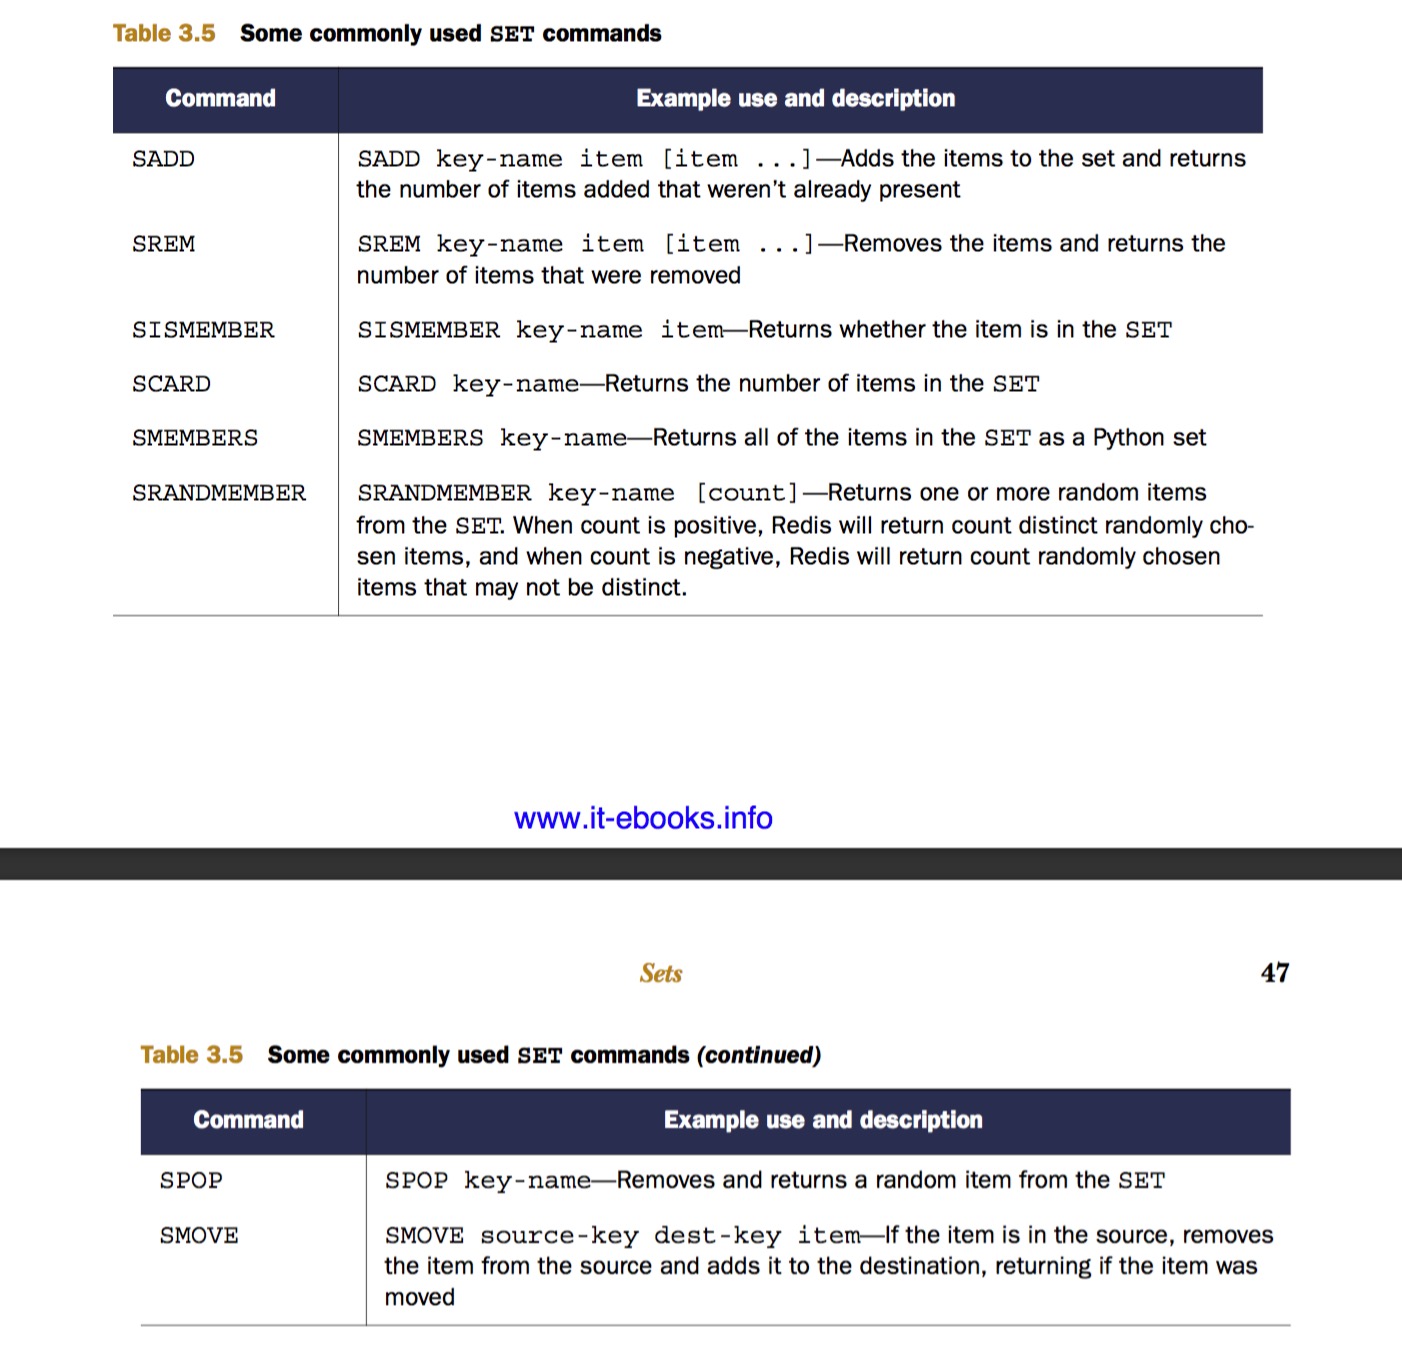 Table 3.5 Some commonly used SET commands
Command Example use and description
SADD SADD key-name item [item ...]—Adds the items to the set and returns
the number of items added that weren't already present
SREM SREM key-name item [item ...]—Removes the items and returns the
number of items that were removed
SISMEMBER SISMEMBER key-name item—Returns whether the item is in the SET
SCARD SCARD key-name—Returns the number of items in the SET
SMEMBERS SMEMBERS key-name—Returns all of the items in the SET as a Python set
SRANDMEMBER SRANDMEMBER key-name [count]—Returns one or more random items
from the SET. When count is positive, Redis will return count distinct randomly cho-
sen items, and when count is negative, Redis will return count randomly chosen
items that may not be distinct.
www.it-ebooks.info
Sets 47
Table 3.5 Some commonly used SET commands (continued)
Command Example use and description
SPOP SPOP key-name—Removes and returns a random item from the SET
SMOVE SMOVE source-key dest-key item—If the item is in the source, removes
the item from the source and adds it to the destination, returning if the item was
moved